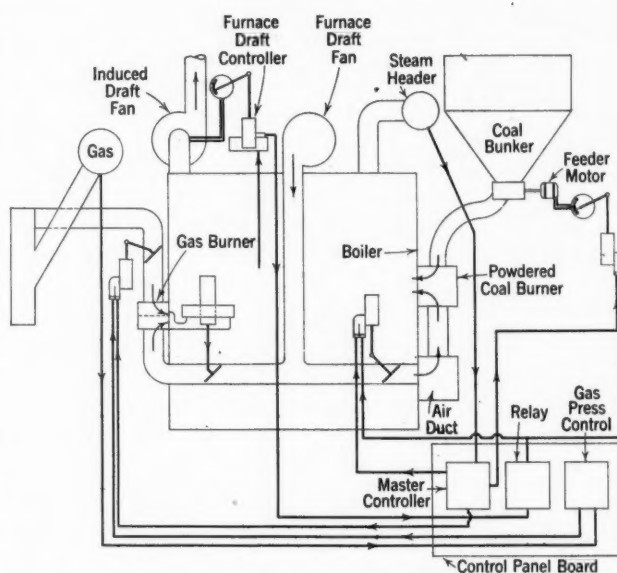 Furnace
Draft
Controller
Furnace
Draft
Fan
Steam
Header
Induced
Draft
Fan
Coal
Bunker
Gas
Feeder
Motor
Gas Burner
Boiler
Powdered
Coal Burner
Air
Duct
Relay
Gas
Press
Control
Master
Controller
Control Panel Board